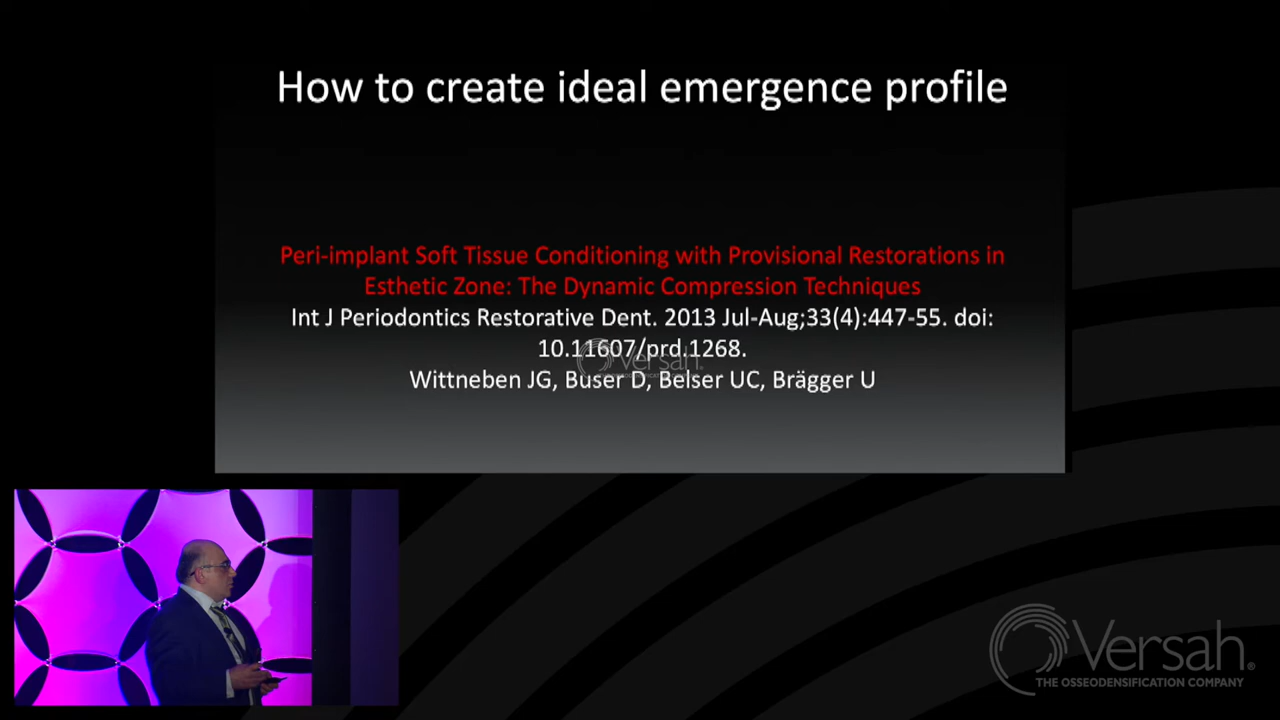 How to create ideal emergence profile
Peri-implant Soft Tissue Conditioning with Provisional Restorations in
Esthetic Zone: The Dynamic Compression Techniques
Int J Periodontics Restorative Dent. 2013 Jul-Aug;33(4):447-55. doi:
10.11607/prd.1268.
Versah
Wittneben JG, Buser D, Belser UC, Brägger U
Versah®
THE OSSEODENSIFICATION COMPANY